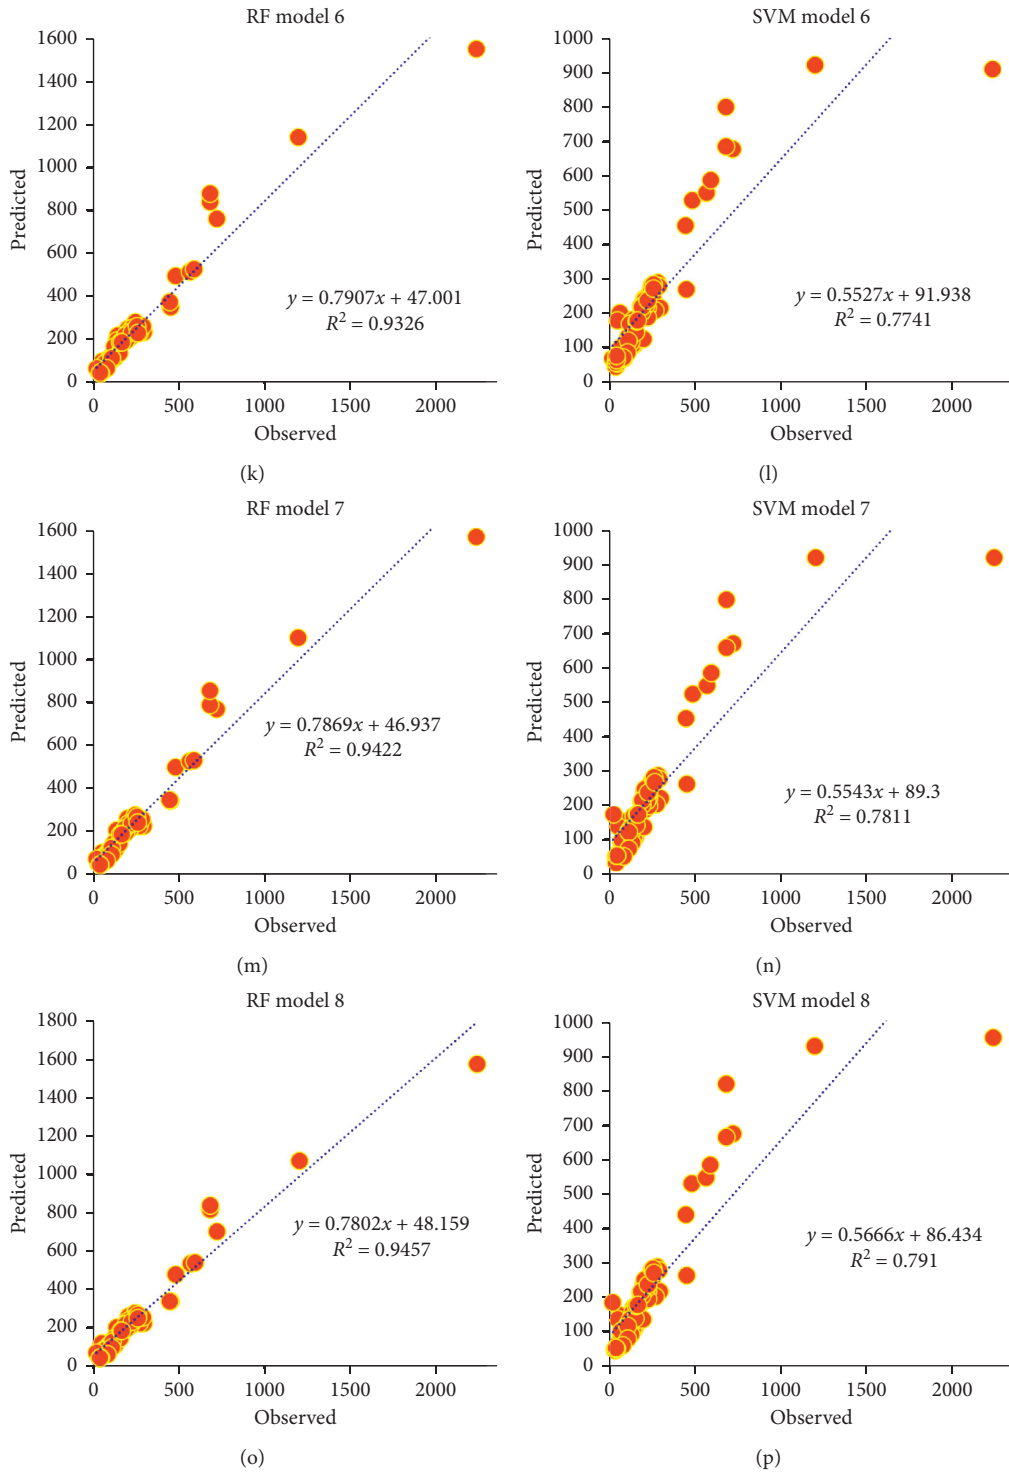 RF model 6
1600
1400
1200
1000
800
600
400
200
0
Predicted
y = 0.7907x + 47.001
R² = 0.9326
0 500 1000 1500 2000
Observed
(k)
SVM model 6
1000
900
800
700
600
500
400
300
200
100
0
Predicted
y = 0.5527x + 91.938
R² = 0.7741
0 500 1000 1500 2000
Observed
(l)
RF model 7
1600
1400
1200
1000
800
600
400
200
0
Predicted
y = 0.7869x + 46.937
R² = 0.9422
0 500 1000 1500 2000
Observed
(m)
SVM model 7
1000
900
800
700
600
500
400
300
200
100
0
Predicted
y = 0.5543x + 89.3
R² = 0.7811
0 500 1000 1500 2000
Observed
(n)
RF model 8
1800
1600
1400
1200
1000
800
600
400
200
0
Predicted
y = 0.7802x + 48.159
R² = 0.9457
0 500 1000 1500 2000
Observed
(o)
SVM model 8
1000
900
800
700
600
500
400
300
200
100
0
Predicted
y = 0.5666x + 86.434
R² = 0.791
0 500 1000 1500 2000
Observed
(p)